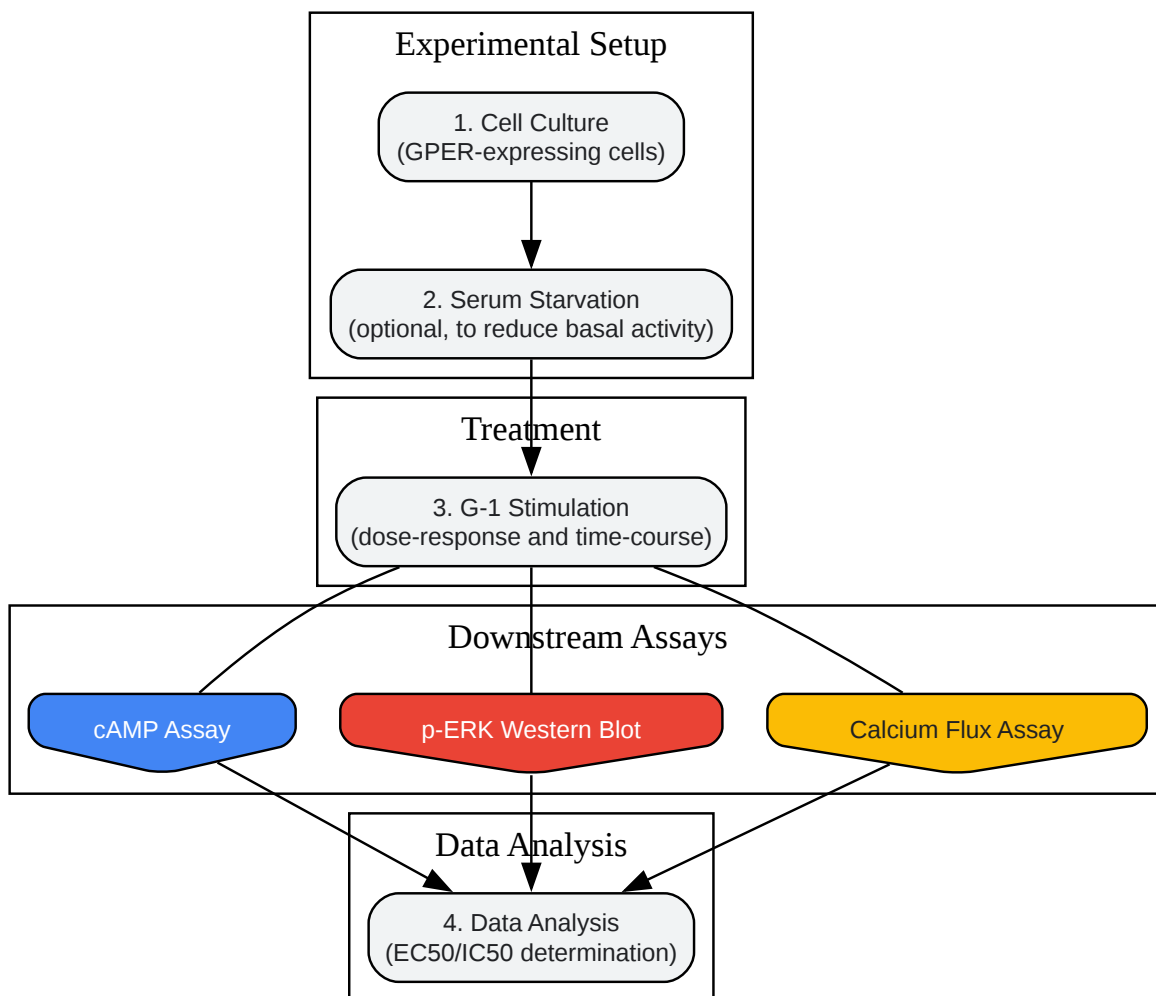 Experimental Setup
1. Cell Culture
(GPER-expressing cells)
2. Serum Starvation
(optional, to reduce basal activity)
Treatment
3. G-1 Stimulation
(dose-response and time-course)
Downstream Assays
cAMP Assay
p-ERK Western Blot
Calcium Flux Assay
Data Analysis
4. Data Analysis
(EC50/IC50 determination)